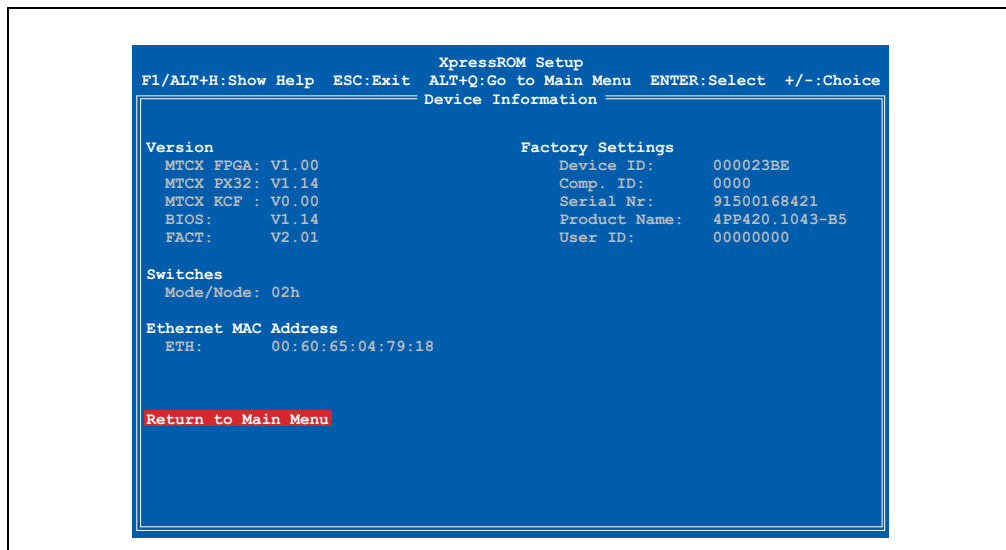 XpressROM Setup
F1/ALT+H:Show Help  ESC:Exit  ALT+Q:Go to Main Menu  ENTER:Select  +/-:Choice
Device Information
Version
MTCX FPGA: V1.00
MTCX PX32: V1.14
MTCX KCF : V0.00
BIOS: V1.14
FACT: V2.01
Factory Settings
Device ID: 000023BE
Comp. ID: 0000
Serial Nr: 91500168421
Product Name: 4PP420.1043-B5
User ID: 00000000
Switches
Mode/Node: 02h
Ethernet MAC Address
ETH: 00:60:65:04:79:18
Return to Main Menu